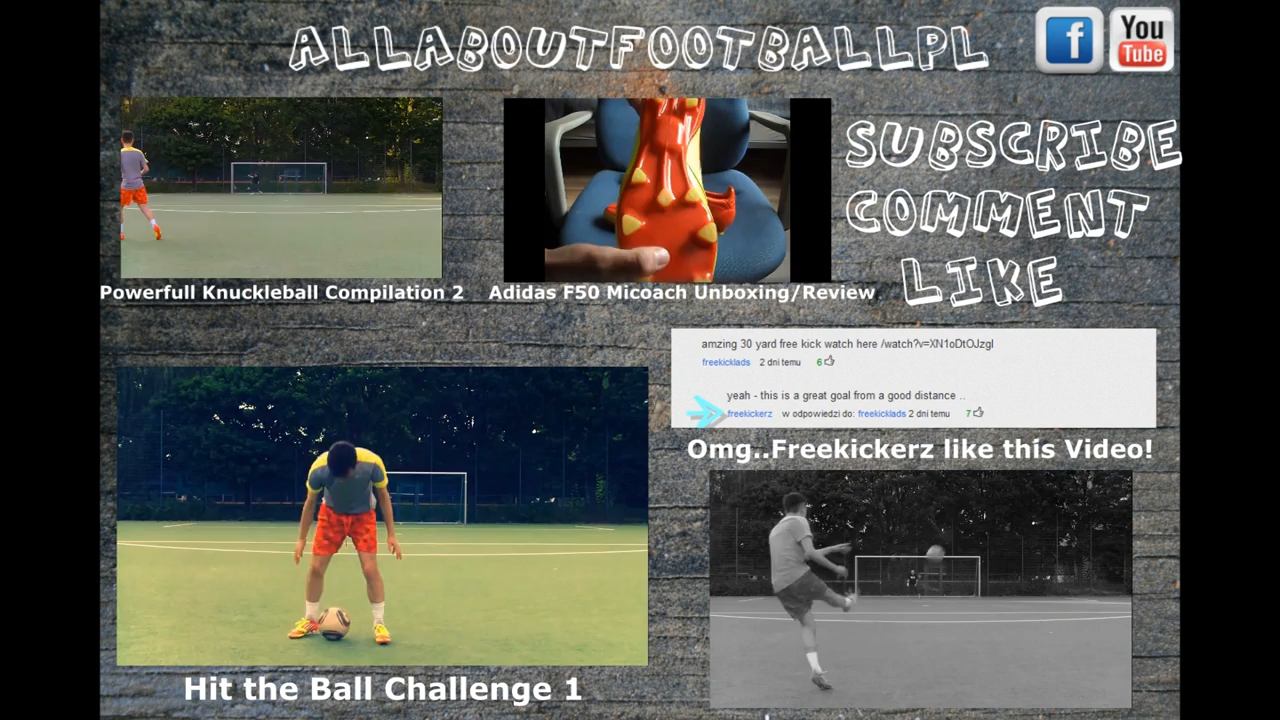 ALLABOUTFOOTBALLPL
f
You
Tube
SUBSCRIBE
COMMENT
LIKE
Powerfull Knuckleball Compilation 2
Adidas F50 Micoach Unboxing/Review
amzing 30 yard free kick watch here /watch?v=XN1oDtOJzgI
freekicklads 2 dni temu 6
yeah - this is a great goal from a good distance ..
freekickerz w odpowiedzi do: freekicklads 2 dni temu 7
Omg..Freekickerz like this Video!
Hit the Ball Challenge 1